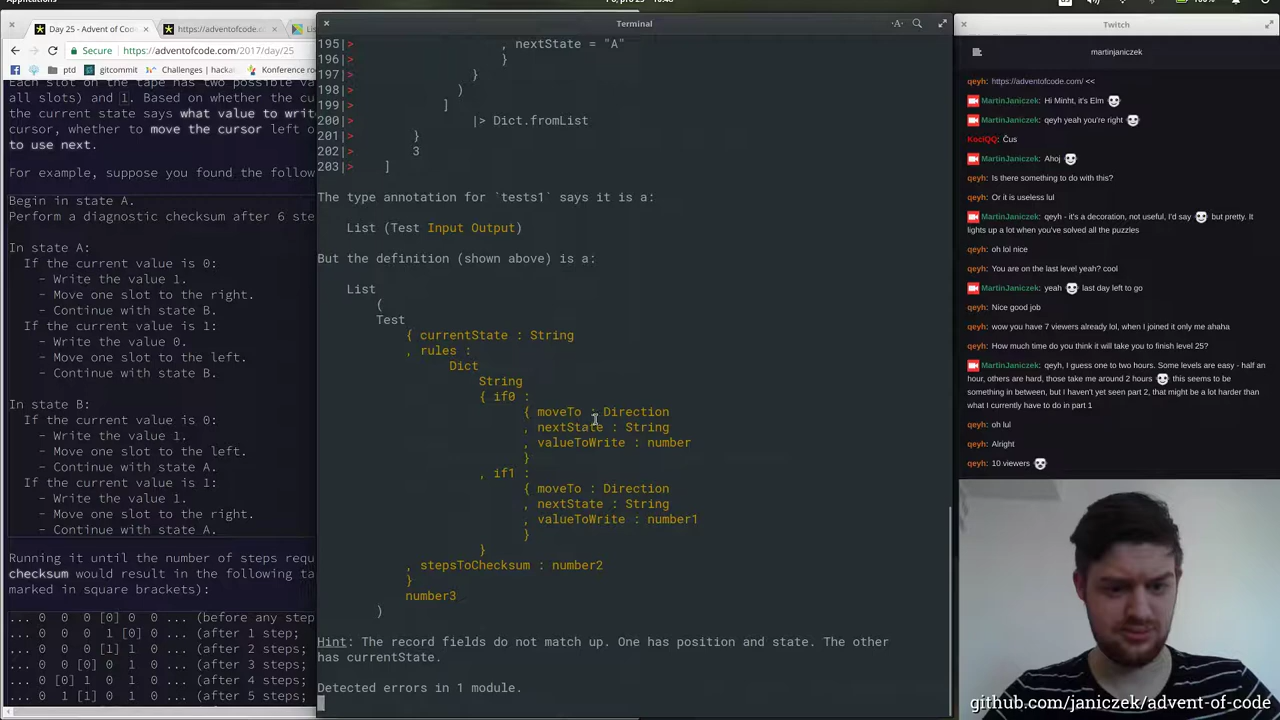 Applications
Day 25 - Advent of Cod
https://adventofcode.c
Secure
https://adventofcode.com/2017/day/25
ptd
gitcommit
Challenges | hackat
Konference ro
Each slot on the tape has two possible va
all slots) and 1. Based on whether the cu
the current state says what value to writ
cursor, whether to move the cursor left o
to use next.
For example, suppose you found the follow
Begin in state A.
Perform a diagnostic checksum after 6 ste
In state A:
If the current value is 0:
- Write the value 1.
- Move one slot to the right.
- Continue with state B.
If the current value is 1:
- Write the value 0.
- Move one slot to the left.
- Continue with state B.
In state B:
If the current value is 0:
- Write the value 1.
- Move one slot to the left.
- Continue with state A.
If the current value is 1:
- Write the value 1.
- Move one slot to the right.
- Continue with state A.
Running it until the number of steps requ
checksum would result in the following ta
marked in square brackets):
... 0 0 0 [0] 0 0 ... (before any step
... 0 0 0 1 [0] 0 ... (after 1 step;
... 0 0 0 [1] 1 0 ... (after 2 steps;
... 0 0 [0] 0 1 0 ... (after 3 steps;
... 0 [0] 1 0 1 0 ... (after 4 steps;
... 0 1 [1] 0 1 0 ... (after 5 steps;
Terminal
195|> , nextState = "A"
196|> }
197|> }
198|> )
199|> ]
200|> |> Dict.fromList
201|> }
202|> 3
203|> ]
The type annotation for `tests1` says it is a:
List (Test Input Output)
But the definition (shown above) is a:
List
(
Test
{ currentState : String
, rules :
Dict
String
{ if0 :
{ moveTo : Direction
, nextState : String
, valueToWrite : number
}
, if1 :
{ moveTo : Direction
, nextState : String
, valueToWrite : number1
}
}
, stepsToChecksum : number2
}
number3
)
Hint: The record fields do not match up. One has position and state. The other
has currentState.
Detected errors in 1 module.
Twitch
martinjaniczek
qeyh: https://adventofcode.com/ <<
MartinJaniczek: Hi Minht, it's Elm
MartinJaniczek: qeyh yeah you're right
KociQQ: Čus
MartinJaniczek: Ahoj
qeyh: Is there something to do with this?
qeyh: Or it is useless lul
MartinJaniczek: qeyh - it's a decoration, not useful, I'd say but pretty. It
lights up a lot when you've solved all the puzzles
qeyh: oh lol nice
qeyh: You are on the last level yeah? cool
MartinJaniczek: yeah last day left to go
qeyh: Nice good job
qeyh: wow you have 7 viewers already lol, when I joined it only me ahaha
qeyh: How much time do you think it will take you to finish level 25?
MartinJaniczek: qeyh, I guess one to two hours. Some levels are easy - half an
hour, others are hard, those take me around 2 hours this seems to be
something in between, but I haven't yet seen part 2, that might be a lot harder than
what I currently have to do in part 1
qeyh: oh lul
qeyh: Alright
qeyh: 10 viewers
github.com/janiczek/advent-of-code